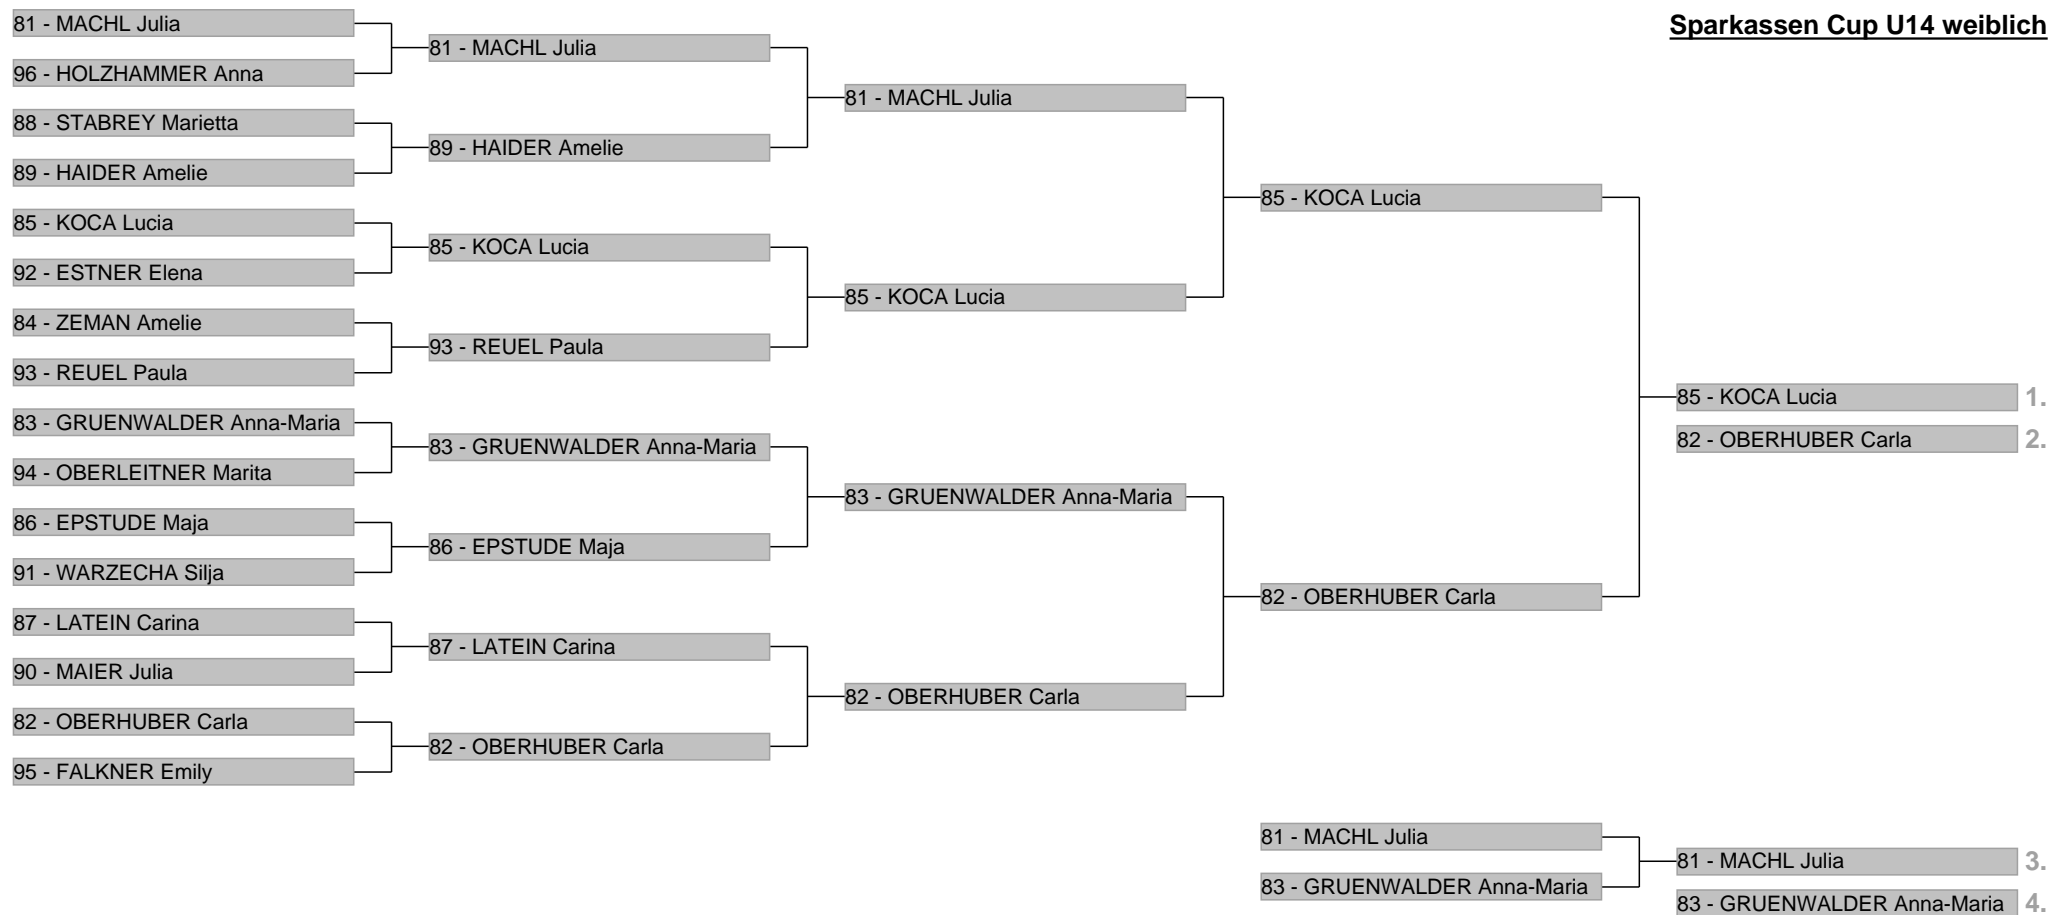 Sparkassen Cup U14 weiblich
81 - MACHL Julia
96 - HOLZHAMMER Anna
88 - STABREY Marietta
89 - HAIDER Amelie
85 - KOCA Lucia
92 - ESTNER Elena
84 - ZEMAN Amelie
93 - REUEL Paula
83 - GRUENWALDER Anna-Maria
94 - OBERLEITNER Marita
86 - EPSTUDE Maja
91 - WARZECHA Silja
87 - LATEIN Carina
90 - MAIER Julia
82 - OBERHUBER Carla
95 - FALKNER Emily
81 - MACHL Julia
89 - HAIDER Amelie
85 - KOCA Lucia
93 - REUEL Paula
83 - GRUENWALDER Anna-Maria
86 - EPSTUDE Maja
87 - LATEIN Carina
82 - OBERHUBER Carla
81 - MACHL Julia
85 - KOCA Lucia
83 - GRUENWALDER Anna-Maria
82 - OBERHUBER Carla
85 - KOCA Lucia
82 - OBERHUBER Carla
85 - KOCA Lucia 1.
82 - OBERHUBER Carla 2.
81 - MACHL Julia
83 - GRUENWALDER Anna-Maria
81 - MACHL Julia 3.
83 - GRUENWALDER Anna-Maria 4.